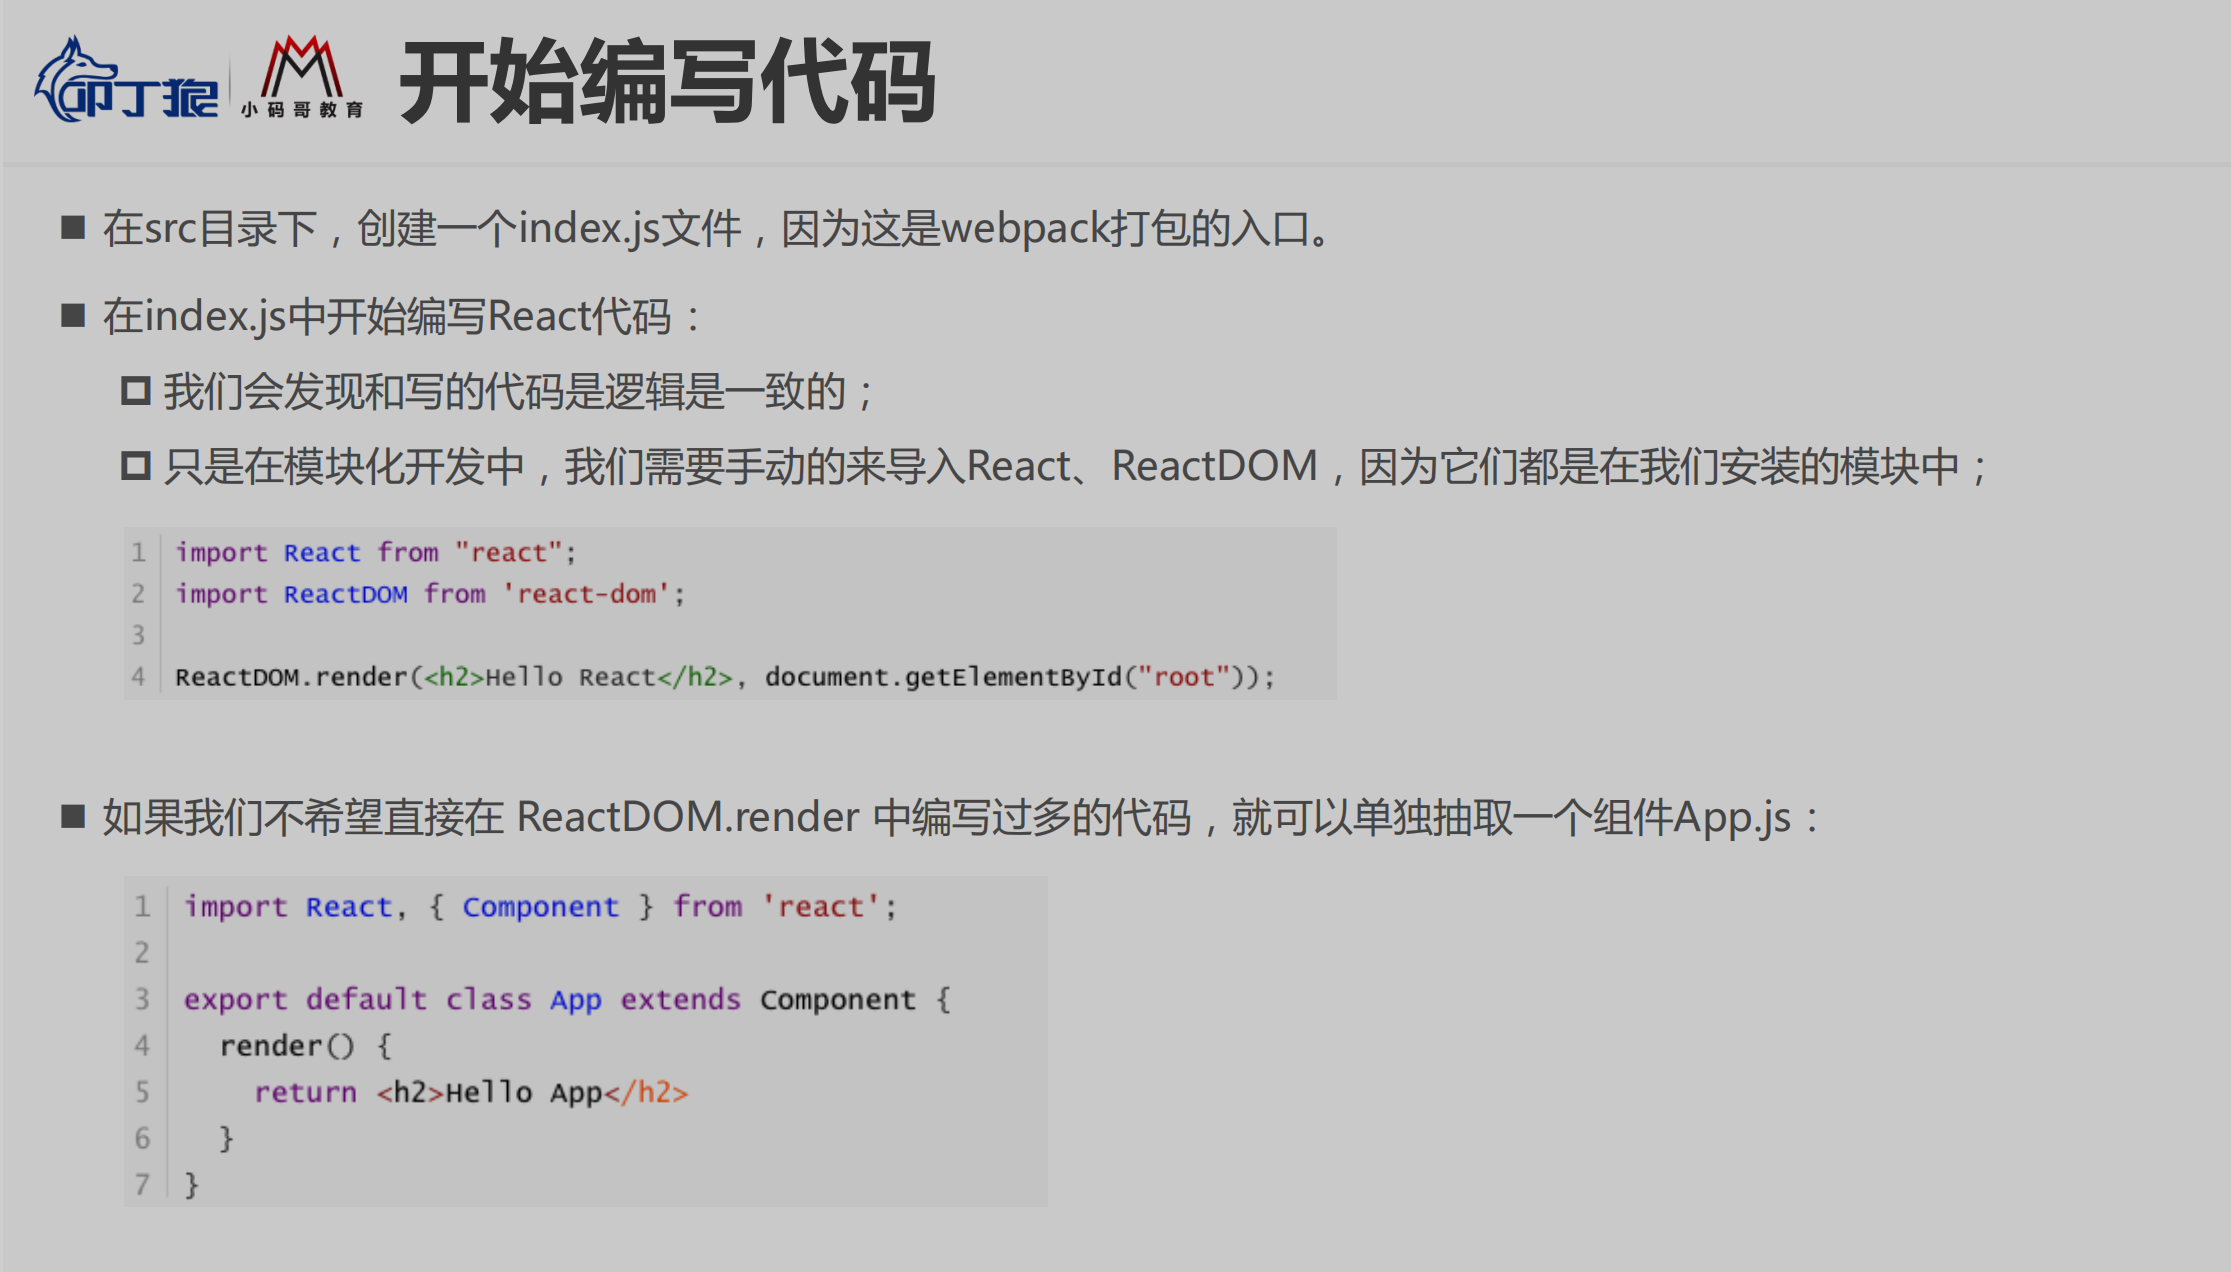 叩丁狼
小码哥教育
开始编写代码
在src目录下，创建一个index.js文件，因为这是webpack打包的入口。
在index.js中开始编写React代码：
我们会发现和写的代码是逻辑是一致的；
只是在模块化开发中，我们需要手动的来导入React、ReactDOM，因为它们都是在我们安装的模块中；
1 import React from "react";
2 import ReactDOM from 'react-dom';
3
4 ReactDOM.render(<h2>Hello React</h2>, document.getElementById("root"));
如果我们不希望直接在 ReactDOM.render 中编写过多的代码，就可以单独抽取一个组件App.js：
1 import React, { Component } from 'react';
2
3 export default class App extends Component {
4   render() {
5     return <h2>Hello App</h2>
6   }
7 }